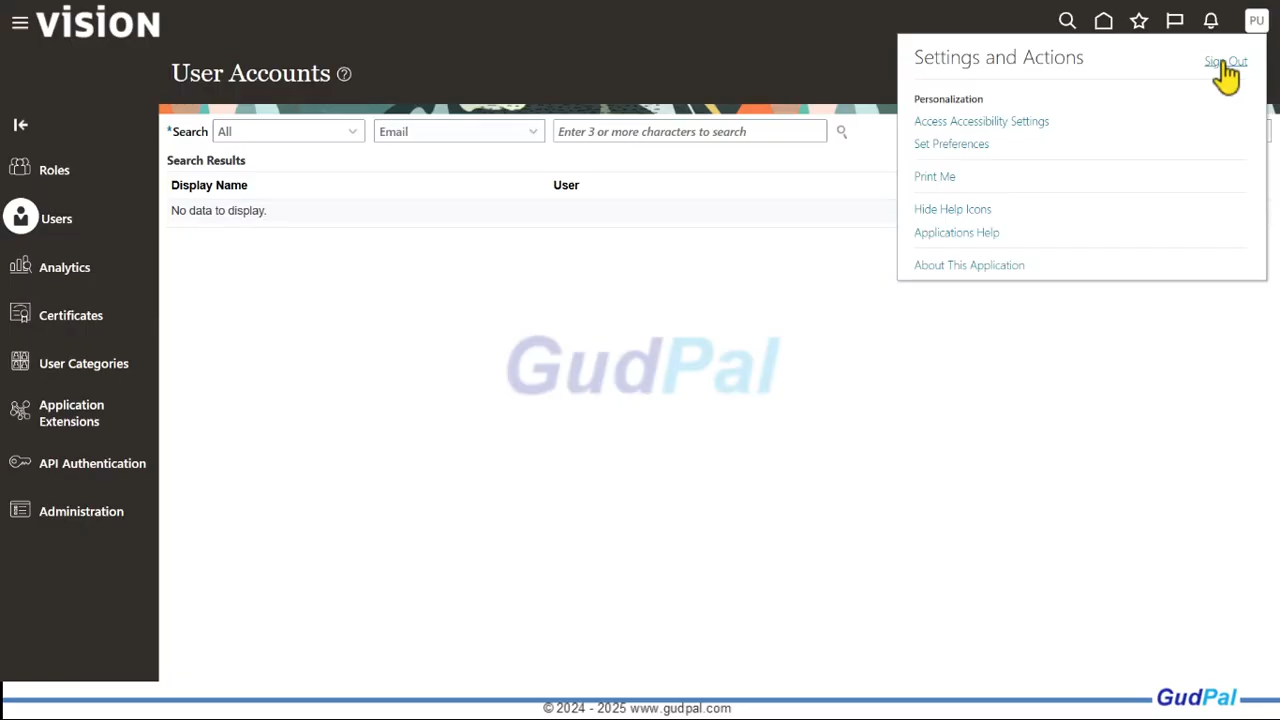 VISION
PU
Settings and Actions
Sign Out
User Accounts
Personalization
Access Accessibility Settings
Set Preferences
Print Me
Hide Help Icons
Applications Help
About This Application
*Search All Email Enter 3 or more characters to search
Search Results
Display Name User
No data to display.
Roles
Users
Analytics
Certificates
User Categories
Application
Extensions
API Authentication
Administration
GudPal
GudPal
© 2024 - 2025 www.gudpal.com